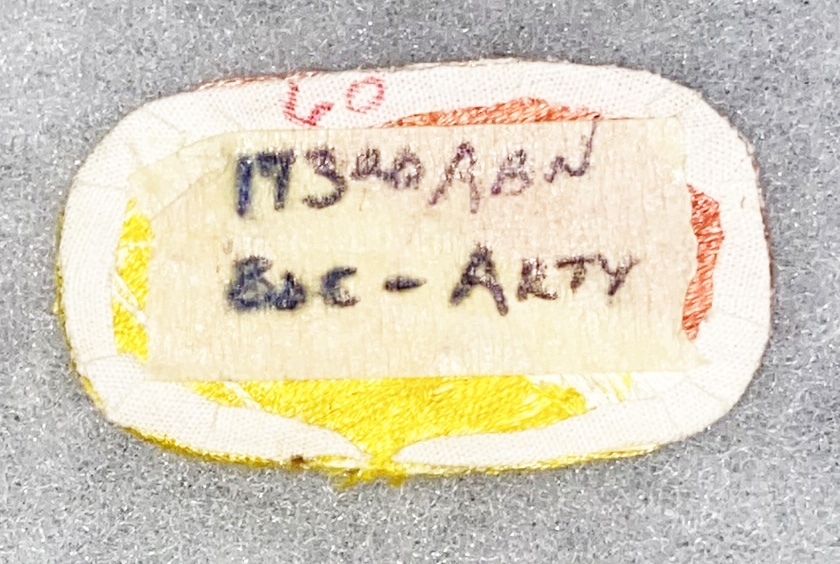 60
173RD ABN
BDE - ARTY